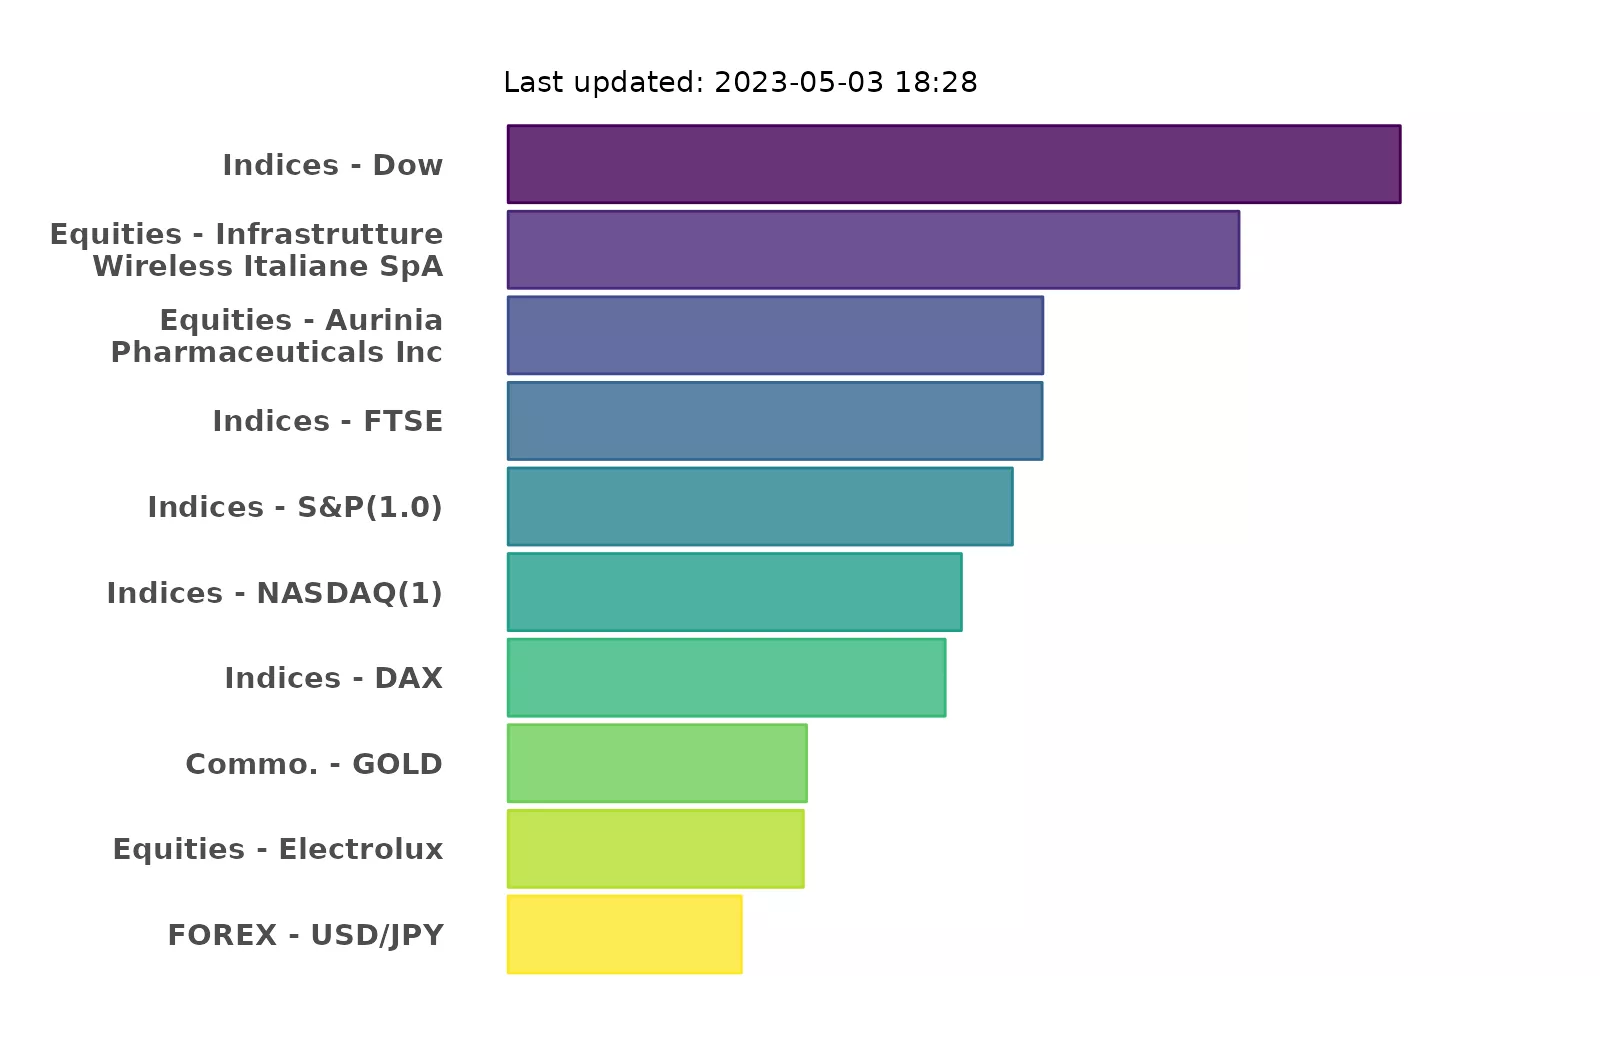 Last updated: 2023-05-03 18:28
Indices - Dow
Equities - Infrastrutture
Wireless Italiane SpA
Equities - Aurinia
Pharmaceuticals Inc
Indices - FTSE
Indices - S&P(1.0)
Indices - NASDAQ(1)
Indices - DAX
Commo. - GOLD
Equities - Electrolux
FOREX - USD/JPY